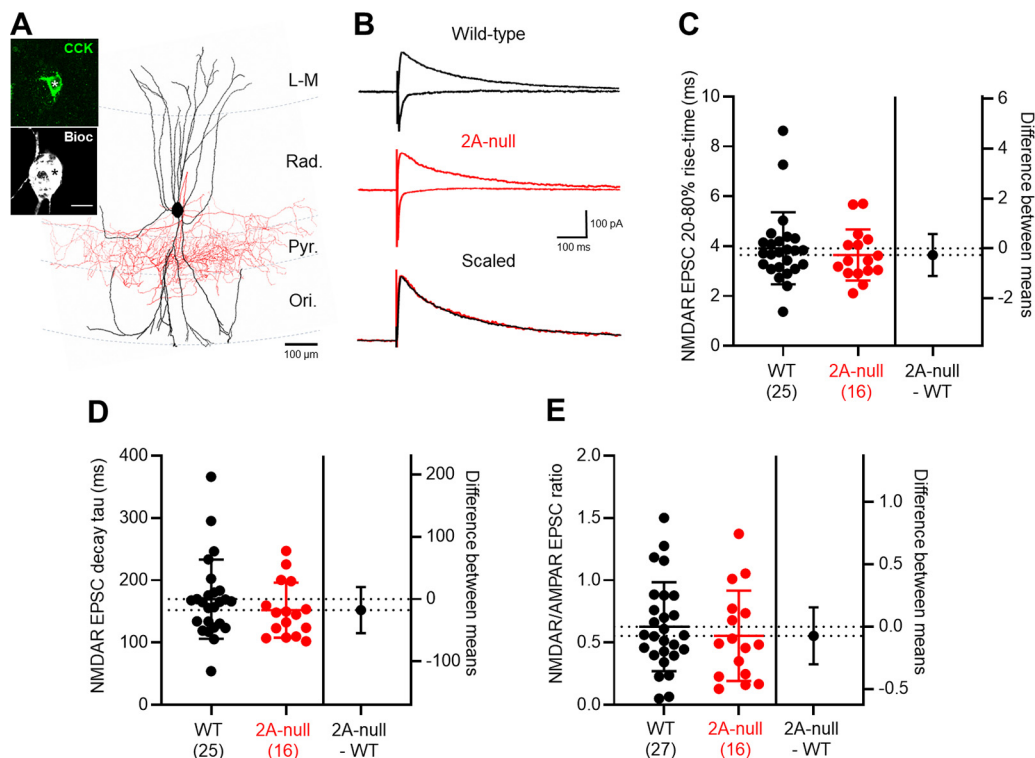 A
CCK
*
Bioc
*
L-M
Rad.
Pyr.
Ori.
100 µm
B
Wild-type
2A-null
100 pA
100 ms
Scaled
C
NMDAR EPSC 20-80% rise-time (ms)
10
8
6
4
2
0
6
4
2
0
-2
Difference between means
WT
(25)
2A-null
(16)
2A-null
- WT
D
NMDAR EPSC decay tau (ms)
400
300
200
100
0
200
100
0
-100
Difference between means
WT
(25)
2A-null
(16)
2A-null
- WT
E
NMDAR/AMPAR EPSC ratio
2.0
1.5
1.0
0.5
0.0
1.0
0.5
0.0
-0.5
Difference between means
WT
(27)
2A-null
(16)
2A-null
- WT